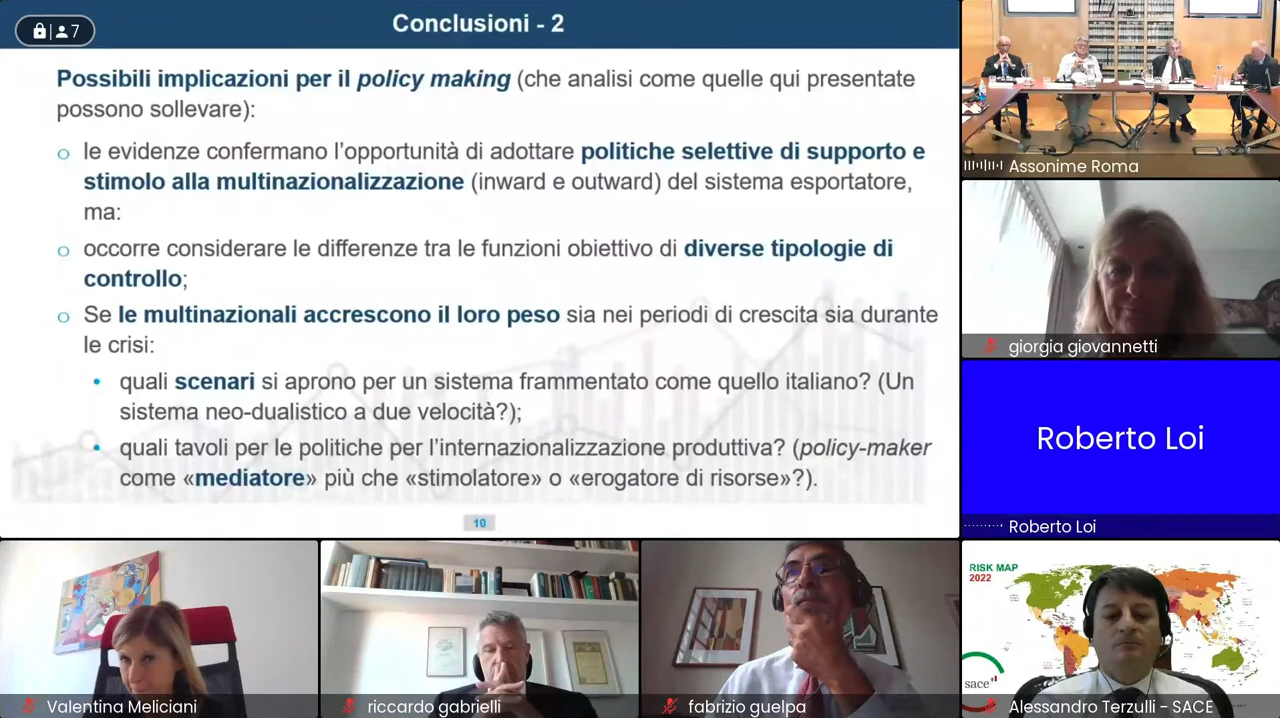 7
Conclusioni - 2
Possibili implicazioni per il policy making (che analisi come quelle qui presentate
possono sollevare):
le evidenze confermano l'opportunità di adottare politiche selettive di supporto e
stimolo alla multinazionalizzazione (inward e outward) del sistema esportatore,
ma:
occorre considerare le differenze tra le funzioni obiettivo di diverse tipologie di
controllo;
Se le multinazionali accrescono il loro peso sia nei periodi di crescita sia durante
le crisi:
quali scenari si aprono per un sistema frammentato come quello italiano? (Un
sistema neo-dualistico a due velocità?);
quali tavoli per le politiche per l'internazionalizzazione produttiva? (policy-maker
come «mediatore» più che «stimolatore» o «erogatore di risorse»?).
10
Assonime Roma
giorgia giovannetti
Roberto Loi
Roberto Loi
Valentina Meliciani
riccardo gabrielli
fabrizio guelpa
RISK MAP
2022
sace
Alessandro Terzulli - SACE